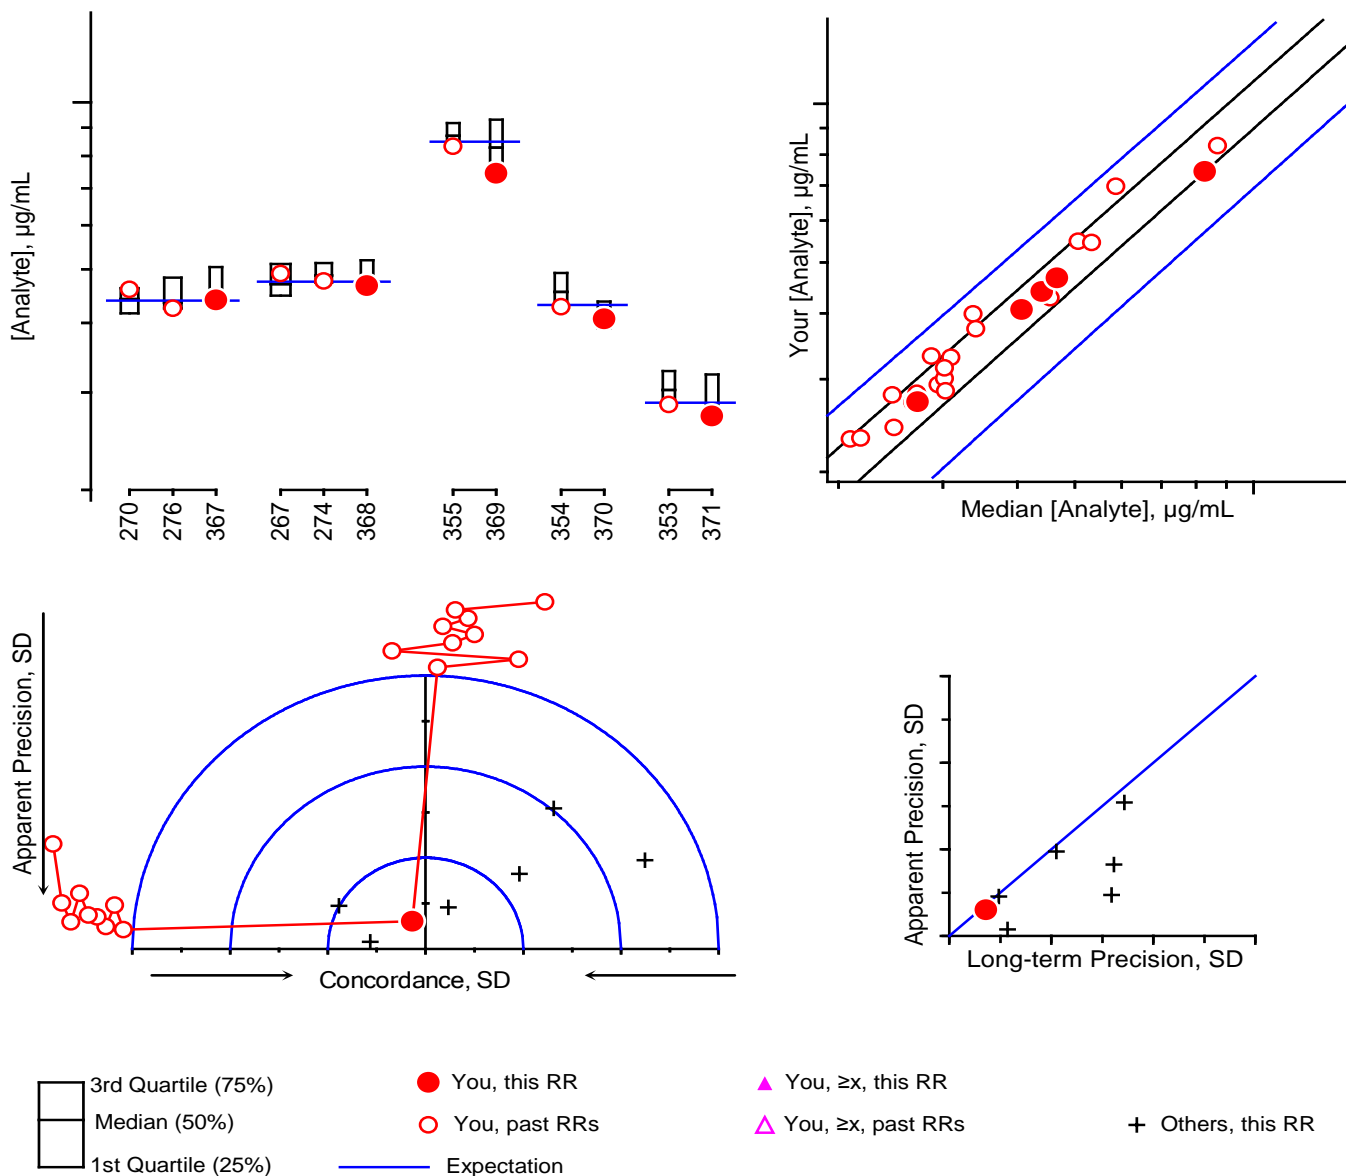 [Analyte], µg/mL
270
276
367
267
274
368
355
369
354
370
353
371
Your [Analyte], µg/mL
Median [Analyte], µg/mL
Apparent Precision, SD
Concordance, SD
Apparent Precision, SD
Long-term Precision, SD
3rd Quartile (75%)
Median (50%)
1st Quartile (25%)
You, this RR
You, past RRs
Expectation
You, ≥x, this RR
You, ≥x, past RRs
Others, this RR